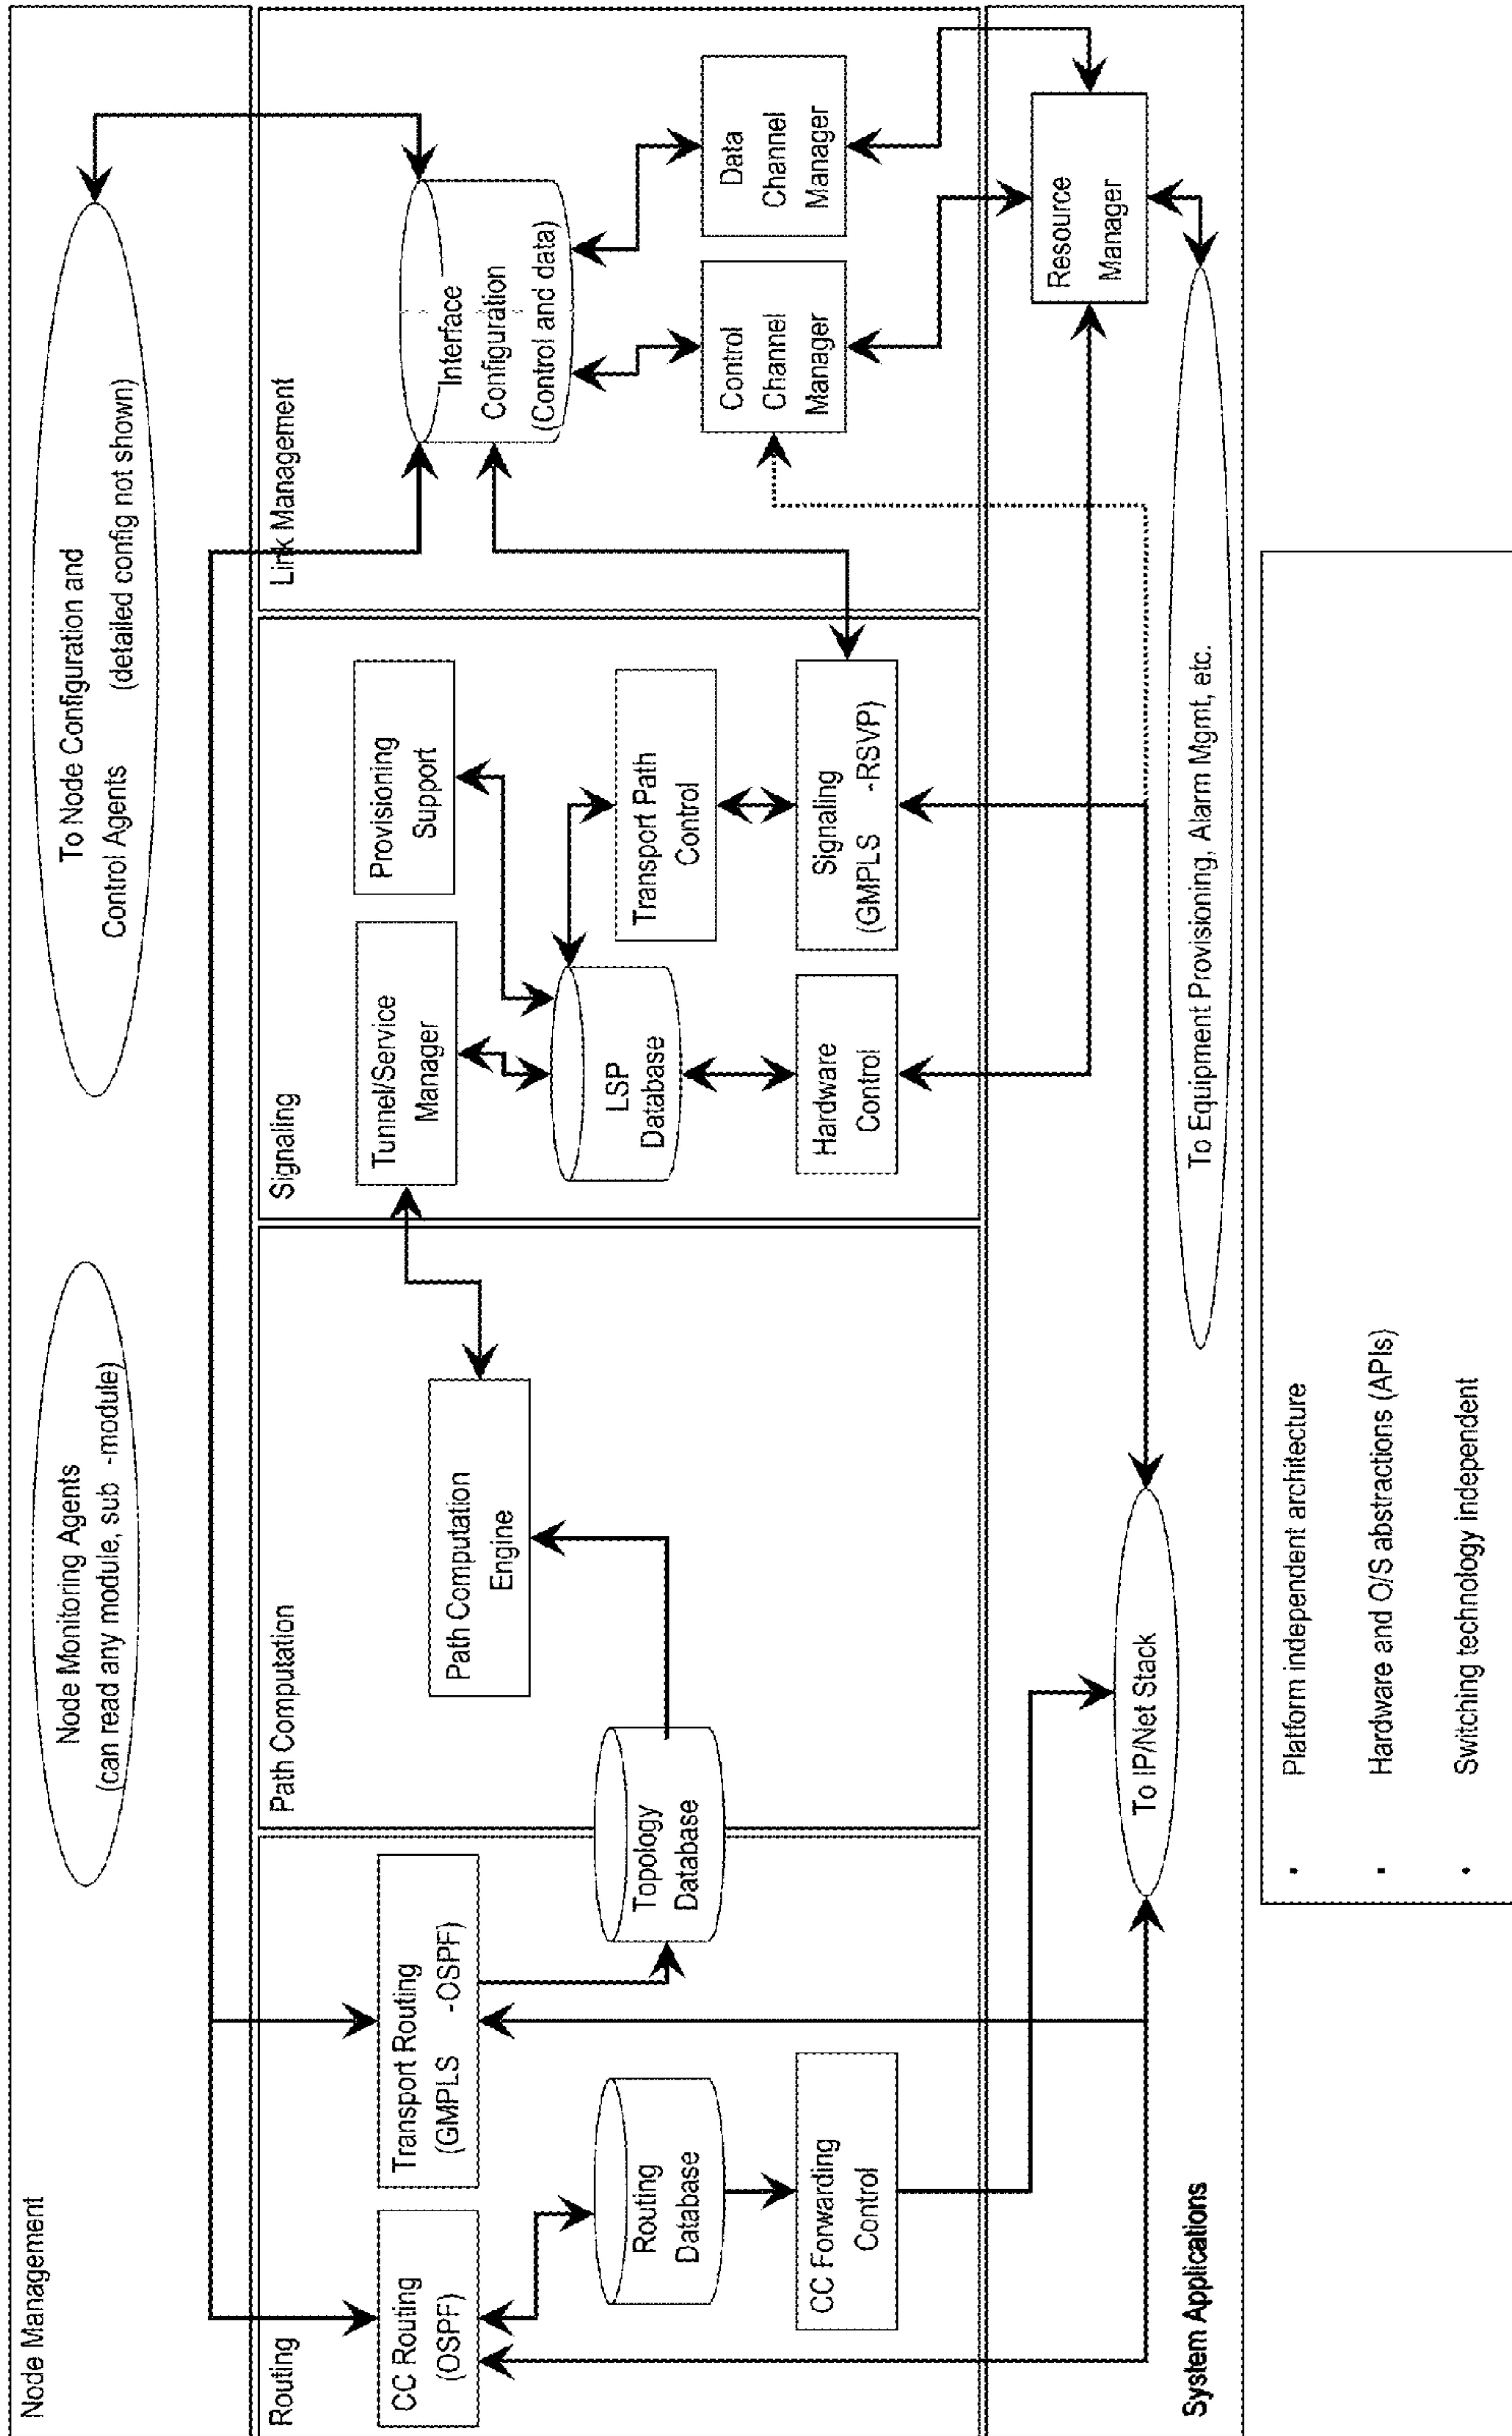 Node Management
Node Monitoring Agents
(can read any module, sub -module)
To Node Configuration and
Control Agents (detailed config not shown)
Routing
CC Routing
(OSPF)
Transport Routing
(GMPLS -OSPF)
Routing
Database
Topology
Database
CC Forwarding
Control
Path Computation
Path Computation
Engine
Signaling
Tunnel/Service
Manager
Provisioning
Support
LSP
Database
Transport Path
Control
Hardware
Control
Signaling
(GMPLS -RSVP)
Link Management
Interface
Configuration
(Control and data)
Control
Channel
Manager
Data
Channel
Manager
System Applications
To IP/Net Stack
Resource
Manager
To Equipment Provisioning, Alarm Mgmt, etc.
• Platform independent architecture
• Hardware and O/S abstractions (APIs)
• Switching technology independent